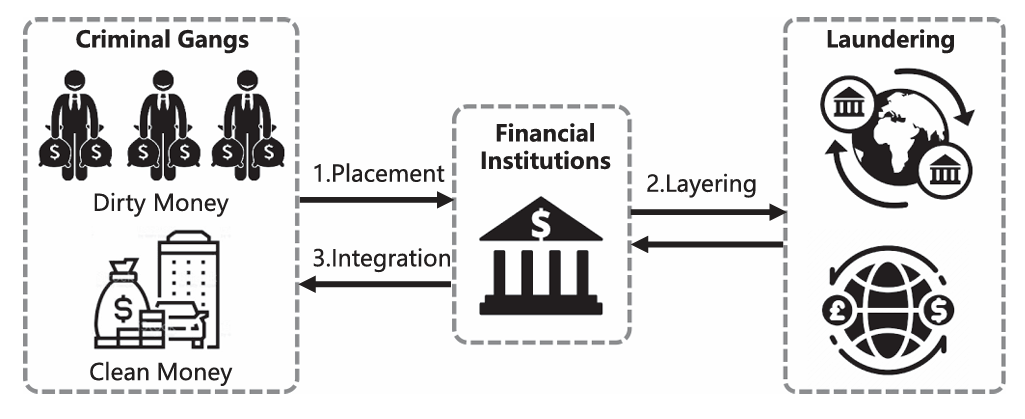 Criminal Gangs
$ $ $ $ $ $
Dirty Money
$
Clean Money
1.Placement
3.Integration
Financial
Institutions
$
2.Layering
Laundering
£ $